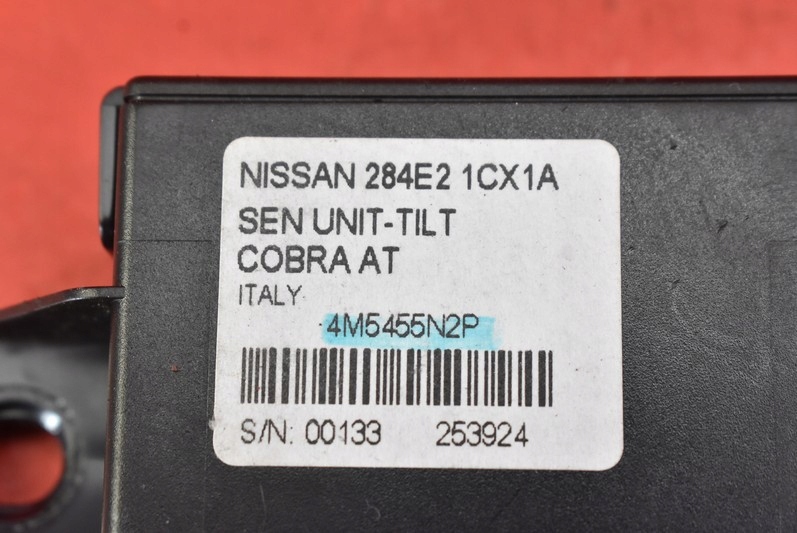 NISSAN 284E2 1CX1A
SEN UNIT-TILT
COBRA AT
ITALY
4M5455N2P
S/N: 00133 253924